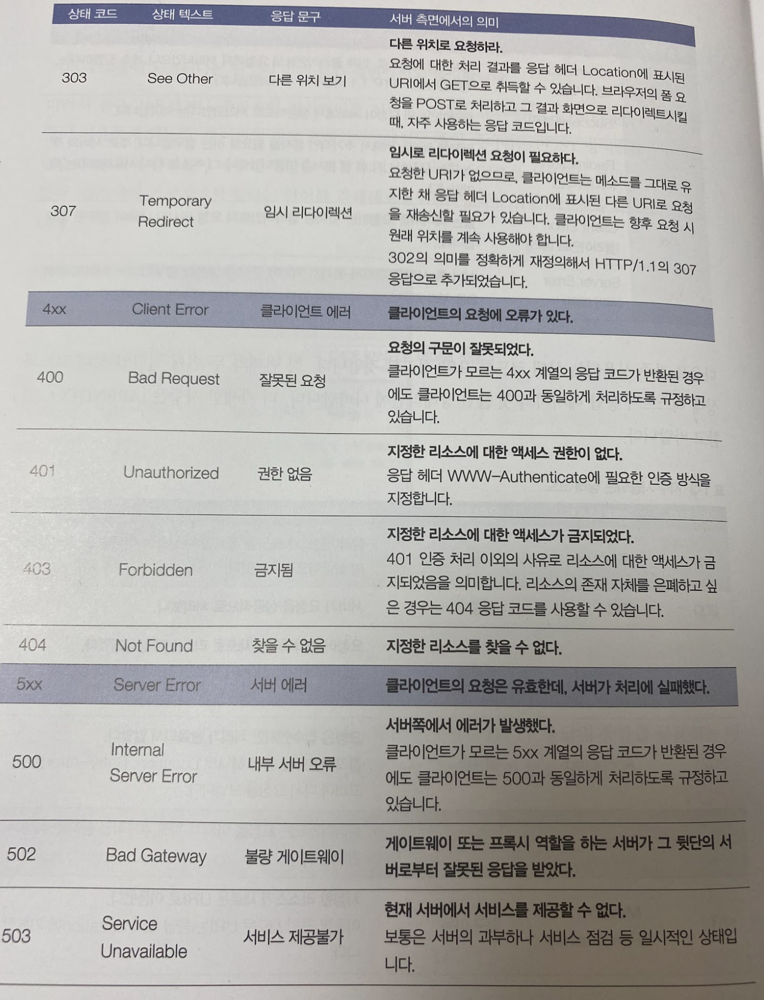 상태 코드 상태 텍스트 응답 문구 서버 측면에서의 의미
다른 위치로 요청하라.
303 See Other 다른 위치 보기 요청에 대한 처리 결과를 응답 헤더 Location에 표시된
URI에서 GET으로 취득할 수 있습니다. 브라우저의 폼 요
청을 POST로 처리하고 그 결과 화면으로 리다이렉트시킬
때, 자주 사용하는 응답 코드입니다.
임시로 리다이렉션 요청이 필요하다.
요청한 URI가 없으므로, 클라이언트는 메소드를 그대로 유
307 Temporary Redirect 임시 리다이렉션 지한 채 응답 헤더 Location에 표시된 다른 URI로 요청
을 재송신할 필요가 있습니다. 클라이언트는 향후 요청 시
원래 위치를 계속 사용해야 합니다.
302의 의미를 정확하게 재정의해서 HTTP/1.1의 307
응답으로 추가되었습니다.
4xx Client Error 클라이언트 에러 클라이언트의 요청에 오류가 있다.
요청의 구문이 잘못되었다.
400 Bad Request 잘못된 요청 클라이언트가 모르는 4xx 계열의 응답 코드가 반환된 경우
에도 클라이언트는 400과 동일하게 처리하도록 규정하고
있습니다.
지정한 리소스에 대한 액세스 권한이 없다.
401 Unauthorized 권한 없음 응답 헤더 WWW-Authenticate에 필요한 인증 방식을
지정합니다.
지정한 리소스에 대한 액세스가 금지되었다.
403 Forbidden 금지됨 401 인증 처리 이외의 사유로 리소스에 대한 액세스가 금
지되었음을 의미합니다. 리소스의 존재 자체를 은폐하고 싶
은 경우는 404 응답 코드를 사용할 수 있습니다.
404 Not Found 찾을 수 없음 지정한 리소스를 찾을 수 없다.
5xx Server Error 서버 에러 클라이언트의 요청은 유효한데, 서버가 처리에 실패했다.
서버쪽에서 에러가 발생했다.
500 Internal Server Error 내부 서버 오류 클라이언트가 모르는 5xx 계열의 응답 코드가 반환된 경우
에도 클라이언트는 500과 동일하게 처리하도록 규정하고
있습니다.
502 Bad Gateway 불량 게이트웨이 게이트웨이 또는 프록시 역할을 하는 서버가 그 뒷단의 서
버로부터 잘못된 응답을 받았다.
현재 서버에서 서비스를 제공할 수 없다.
503 Service Unavailable 서비스 제공불가 보통은 서버의 과부하나 서비스 점검 등 일시적인 상태입
니다.